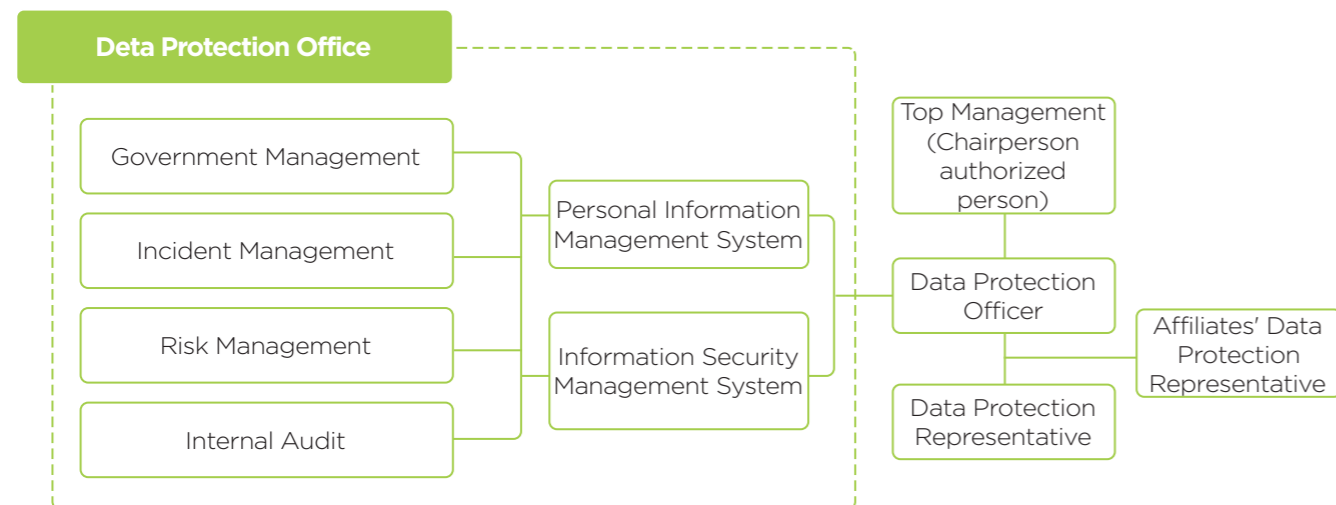 Deta Protection Office
Government Management
Incident Management
Risk Management
Internal Audit
Personal Information
Management System
Information Security
Management System
Top Management
(Chairperson
authorized
person)
Data Protection
Officer
Data Protection
Representative
Affiliates' Data
Protection
Representative